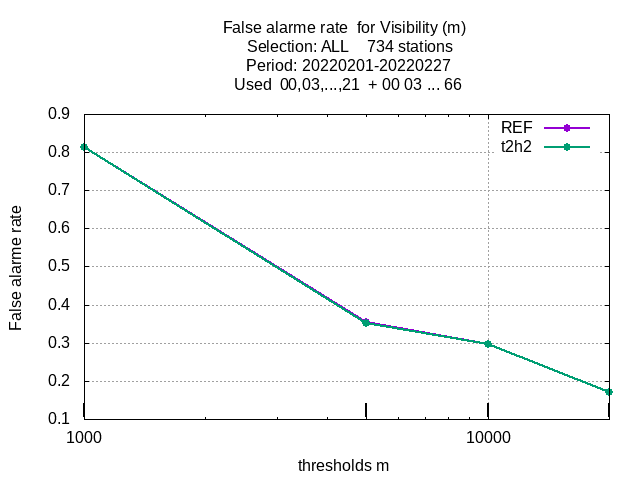 False alarme rate  for Visibility (m)
Selection: ALL    734 stations
Period: 20220201-20220227
Used  00,03,...,21  + 00 03 ... 66
REF
t2h2
0.9
0.8
0.7
0.6
0.5
0.4
0.3
0.2
0.1
False alarme rate
1000
10000
thresholds m